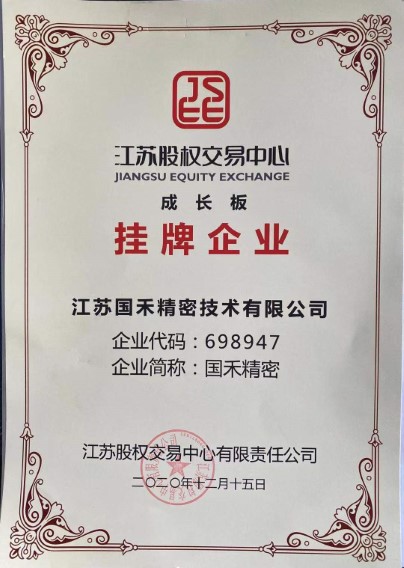 JS
EE
江苏股权交易中心
JIANGSU EQUITY EXCHANGE
成长板
挂牌企业
江苏国禾精密技术有限公司
企业代码：698947
企业简称：国禾精密
江苏股权交易中心有限责任公司
二〇二〇年十二月十五日